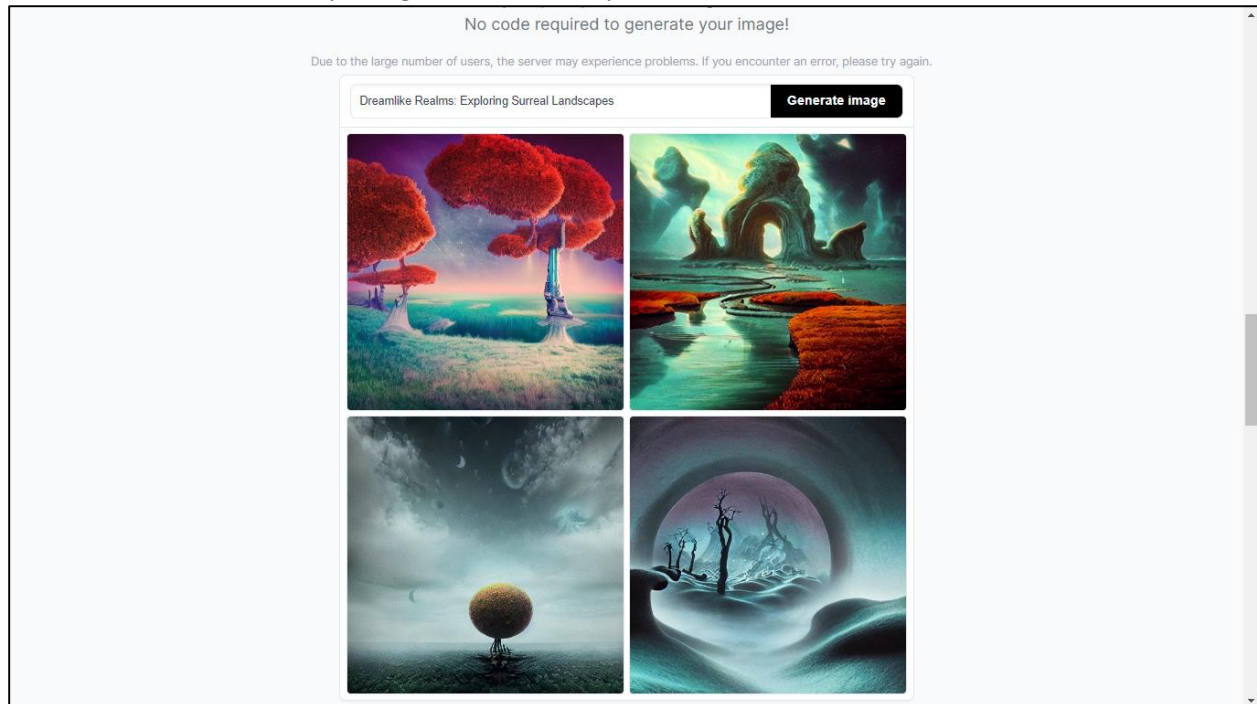 No code required to generate your image!
Due to the large number of users, the server may experience problems. If you encounter an error, please try again.
Dreamlike Realms: Exploring Surreal Landscapes
Generate image